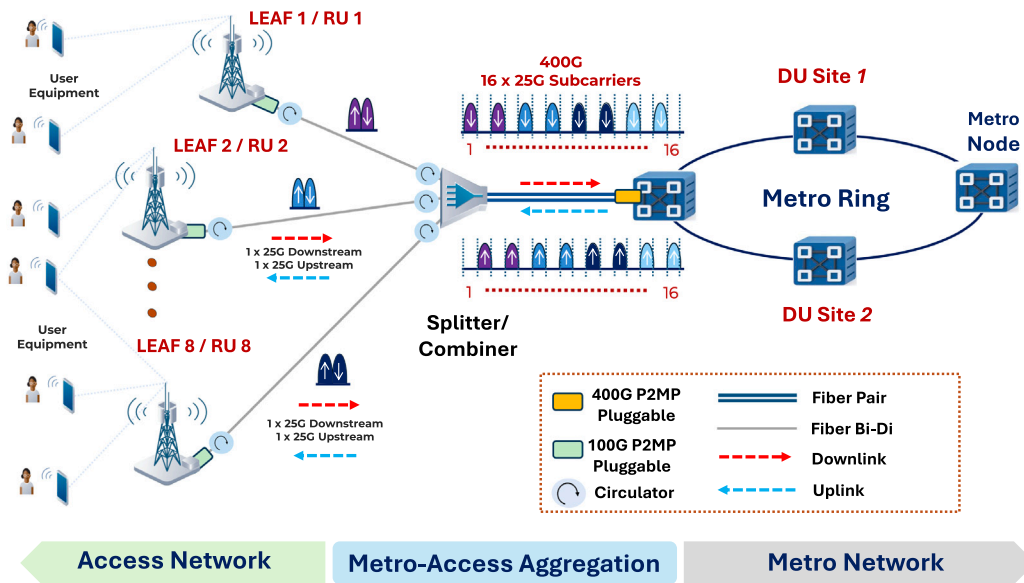 LEAF 1 / RU 1
User
Equipment
LEAF 2 / RU 2
1 x 25G Downstream
1 x 25G Upstream
User
Equipment
LEAF 8 / RU 8
1 x 25G Downstream
1 x 25G Upstream
400G
16 x 25G Subcarriers
1
16
1
16
Splitter/
Combiner
DU Site 1
Metro
Node
Metro Ring
DU Site 2
400G P2MP
Pluggable
Fiber Pair
100G P2MP
Pluggable
Fiber Bi-Di
Downlink
Circulator
Uplink
Access Network
Metro-Access Aggregation
Metro Network